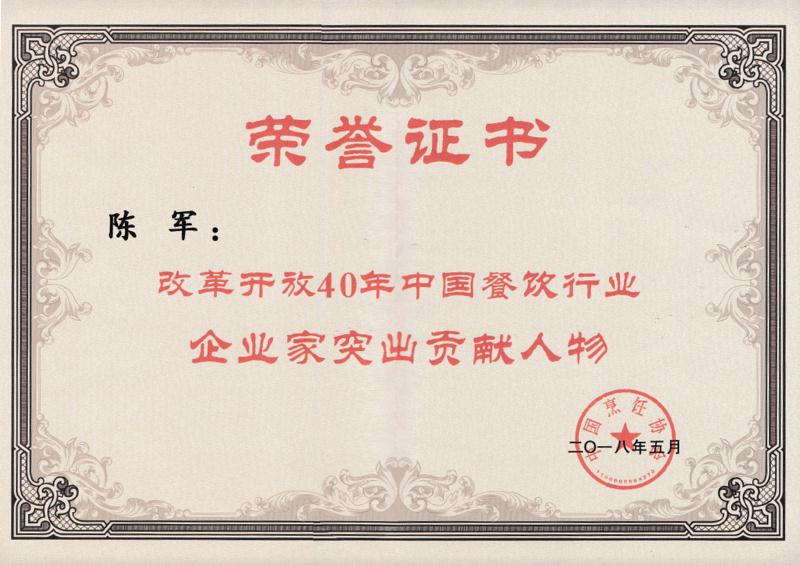 荣誉证书
陈 军：
改革开放40年中国餐饮行业
企业家突出贡献人物
中国烹饪协会
二〇一八年五月